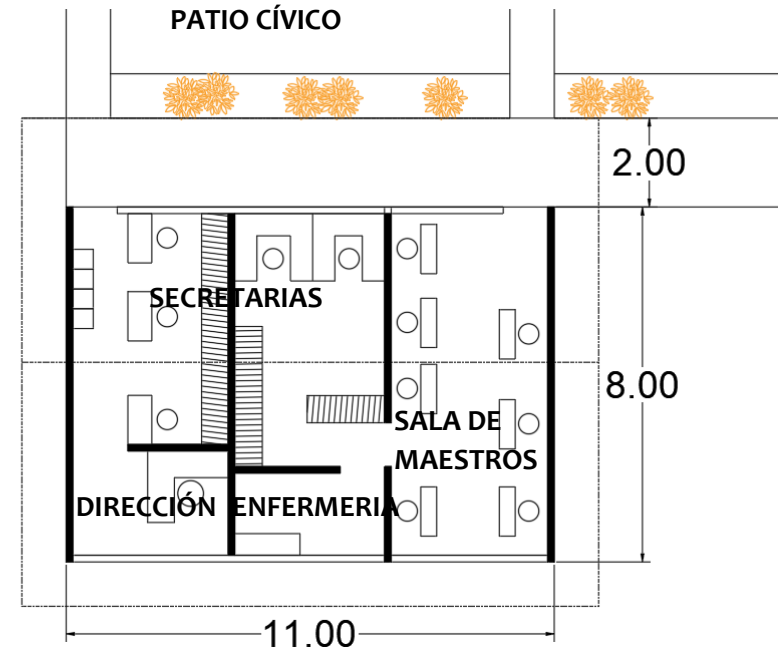 PATIO CÍVICO
2.00
SECRETARIAS
8.00
SALA DE
MAESTROS
DIRECCIÓN
ENFERMERIA
11.00